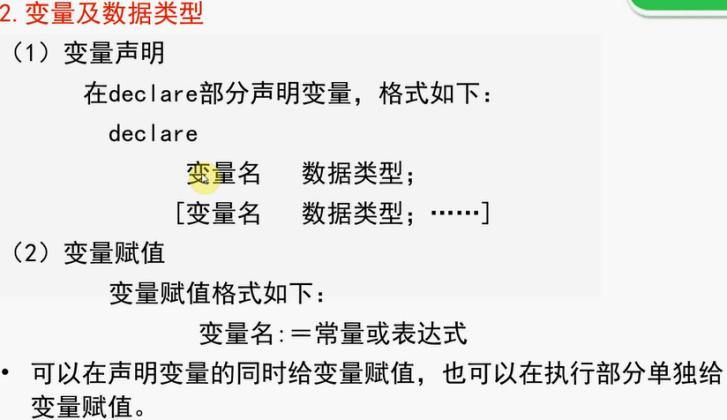 2.变量及数据类型
（1）变量声明
在declare部分声明变量，格式如下：
declare
变量名 数据类型；
[变量名 数据类型；……]
（2）变量赋值
变量赋值格式如下：
变量名:＝常量或表达式
• 可以在声明变量的同时给变量赋值，也可以在执行部分单独给
变量赋值。